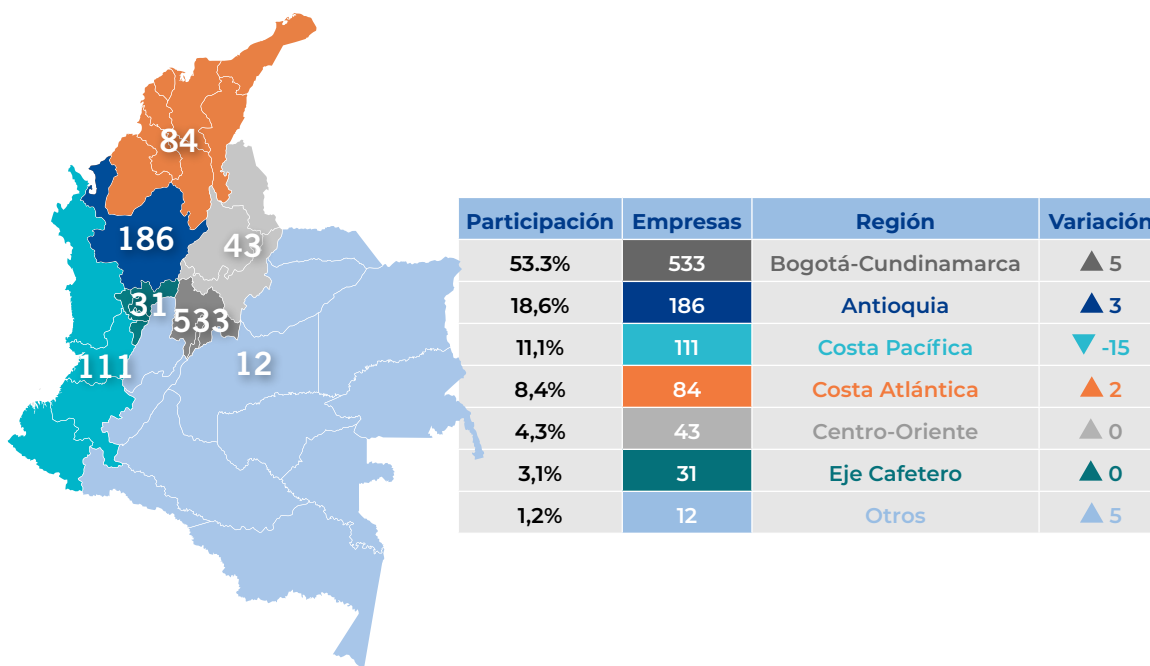 84
186
43
31
533
111
12
Participación Empresas Región Variación
53.3% 533 Bogotá-Cundinamarca ▲ 5
18,6% 186 Antioquia ▲ 3
11,1% 111 Costa Pacífica ▼ -15
8,4% 84 Costa Atlántica ▲ 2
4,3% 43 Centro-Oriente ▲ 0
3,1% 31 Eje Cafetero ▲ 0
1,2% 12 Otros ▲ 5